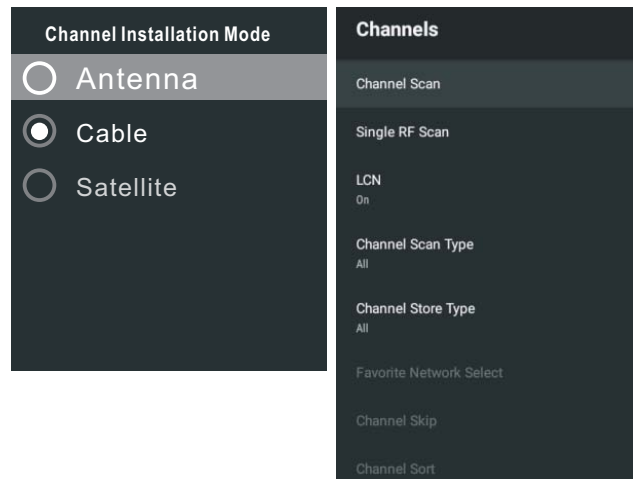 Channel Installation Mode
Antenna
Cable
Satellite
Channels
Channel Scan
Single RF Scan
LCN
On
Channel Scan Type
All
Channel Store Type
All
Favorite Network Select
Channel Skip
Channel Sort